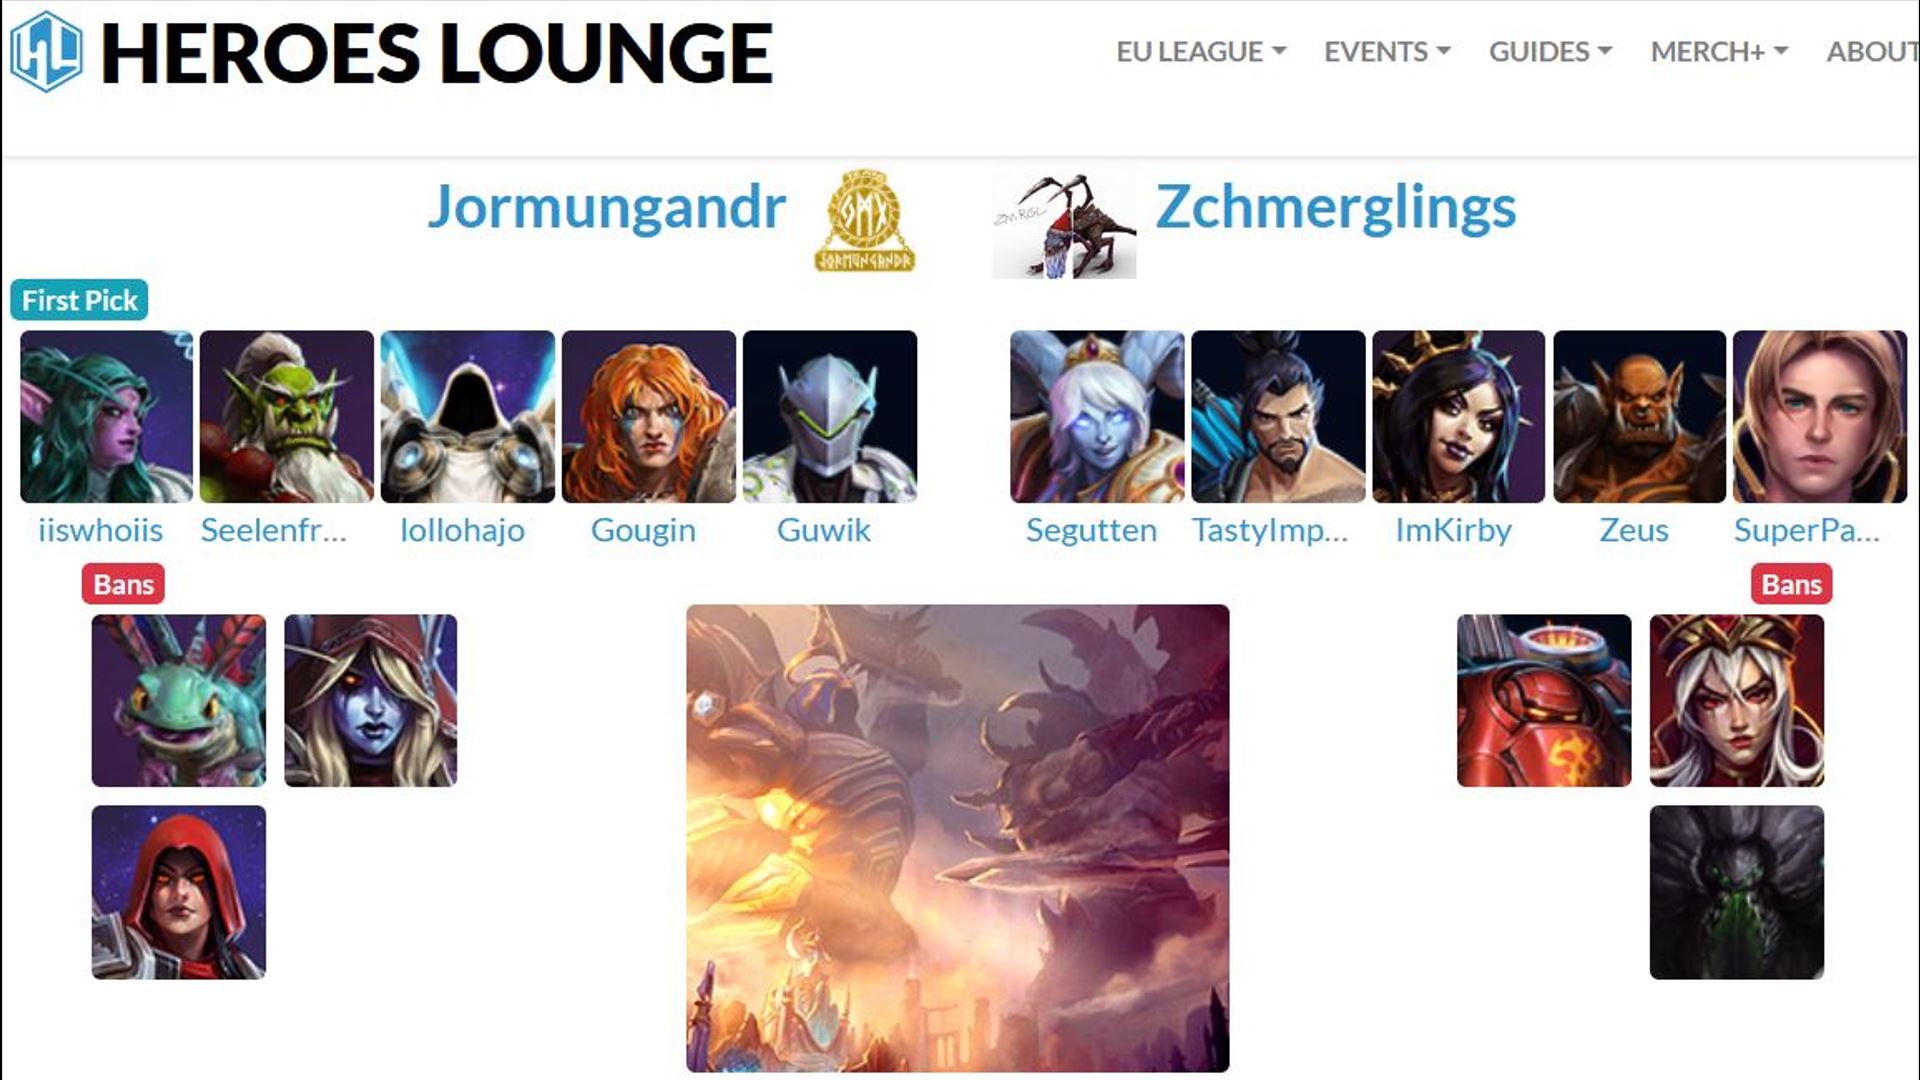 HEROES LOUNGE
EU LEAGUE EVENTS GUIDES MERCH+ ABOUT
Jormungandr
JORMUNGANDR
Zchmerglings
First Pick
iiswhoiis Seelenfr... lollohajo Gougin Guwik Segutten TastyImp... ImKirby Zeus SuperPa...
Bans Bans